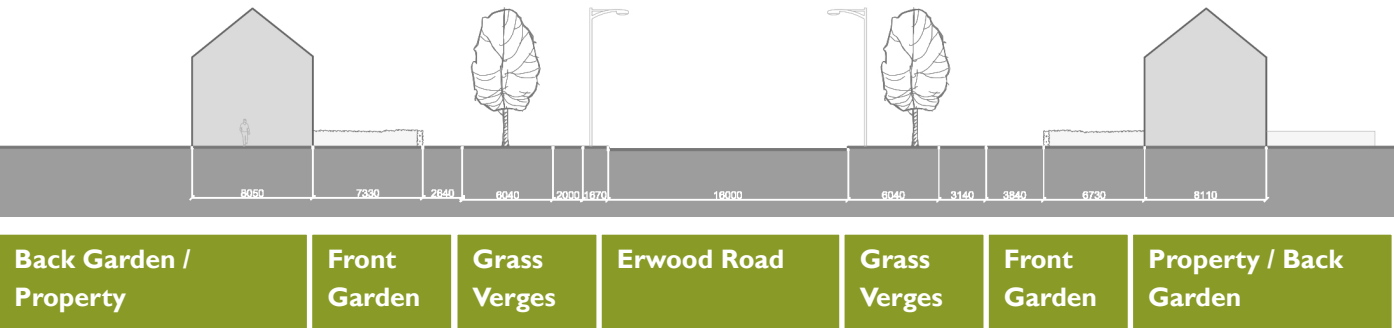 8050 7330 2640 6040 2000 1670 16000 6040 3140 3840 6730 8110
Back Garden /
Property
Front
Garden
Grass
Verges
Erwood Road
Grass
Verges
Front
Garden
Property / Back
Garden